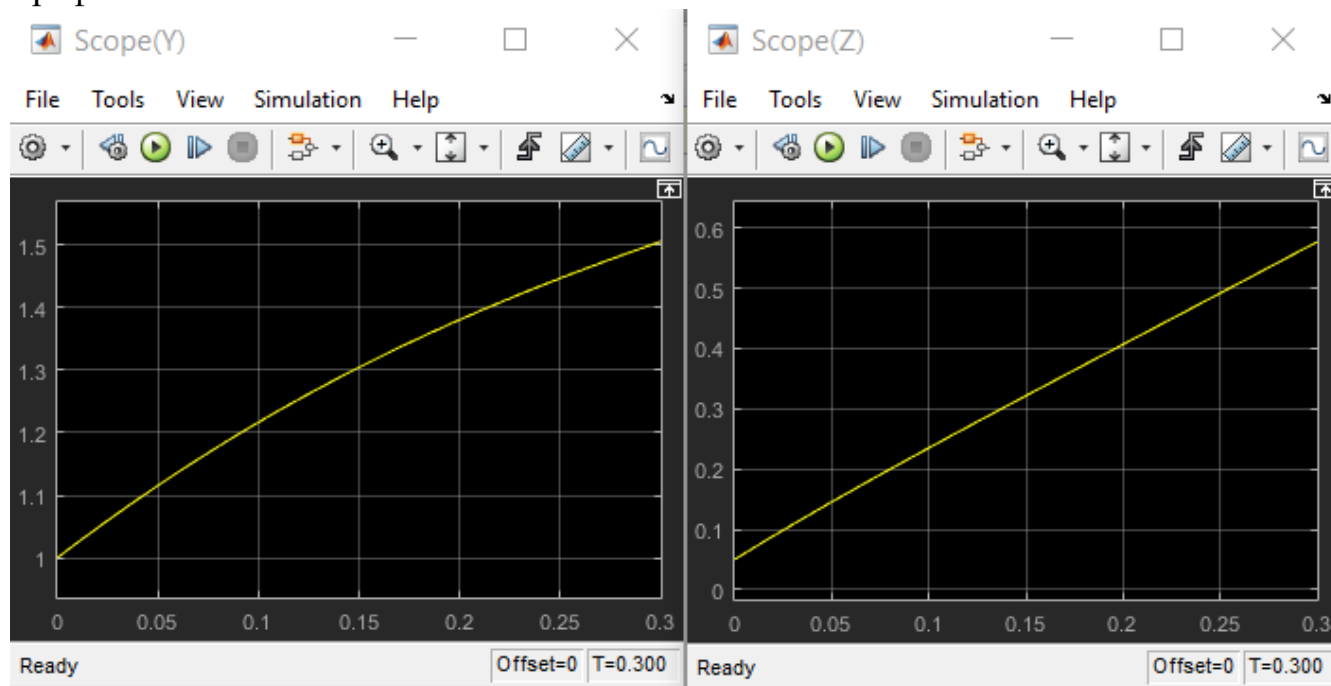 Scope(Y)
File Tools View Simulation Help
1.5
1.4
1.3
1.2
1.1
1
0 0.05 0.1 0.15 0.2 0.25 0.3
Ready Offset=0 T=0.300
Scope(Z)
File Tools View Simulation Help
0.6
0.5
0.4
0.3
0.2
0.1
0
0 0.05 0.1 0.15 0.2 0.25 0.3
Ready Offset=0 T=0.300